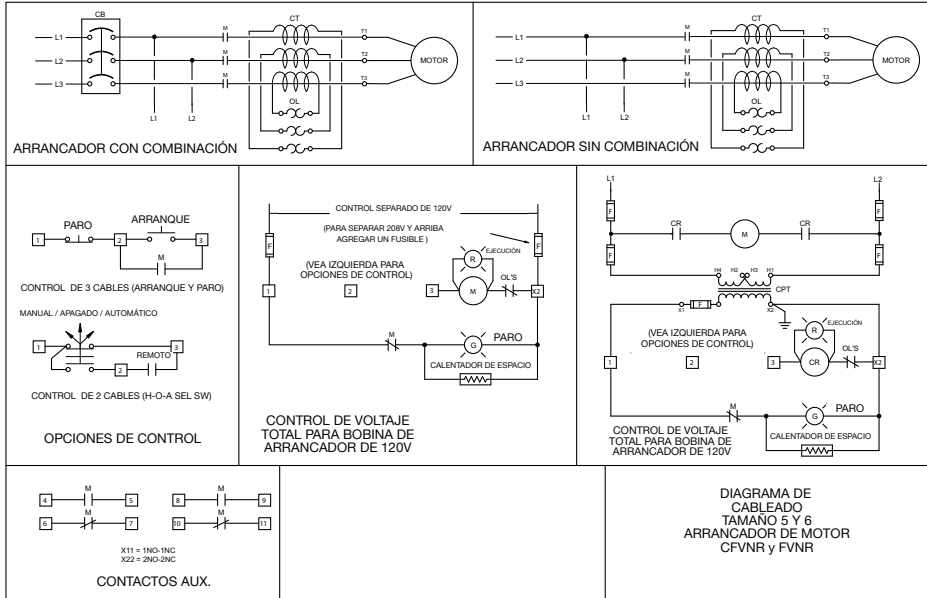 CB
L1
L2
L3
L1
L2
M
M
M
CT
OL
T1
T2
T3
MOTOR
ARRANCADOR CON COMBINACIÓN
L1
L2
L3
L1
L2
M
M
M
CT
OL
T1
T2
T3
MOTOR
ARRANCADOR SIN COMBINACIÓN
PARO
ARRANQUE
1
2
3
M
CONTROL DE 3 CABLES (ARRANQUE Y PARO)
MANUAL / APAGADO / AUTOMÁTICO
1
3
REMOTO
2
CONTROL DE 2 CABLES (H-O-A SEL SW)
OPCIONES DE CONTROL
CONTROL SEPARADO DE 120V
(PARA SEPARAR 208V Y ARRIBA
AGREGAR UN FUSIBLE )
F
F
R
EJECUCIÓN
(VEA IZQUIERDA PARA
OPCIONES DE CONTROL)
OL'S
1
2
3
M
X2
M
G
PARO
CALENTADOR DE ESPACIO
CONTROL DE VOLTAJE
TOTAL PARA BOBINA DE
ARRANCADOR DE 120V
L1
L2
F
F
CR
M
CR
F
F
H4
H2
H3
H1
CPT
X1
F
X2
R
EJECUCIÓN
(VEA IZQUIERDA PARA
OPCIONES DE CONTROL)
OL'S
1
2
3
CR
X2
M
G
PARO
CALENTADOR DE ESPACIO
CONTROL DE VOLTAJE
TOTAL PARA BOBINA DE
ARRANCADOR DE 120V
M
4
5
M
8
9
M
6
7
M
10
11
X11 = 1NO-1NC
X22 = 2NO-2NC
CONTACTOS AUX.
DIAGRAMA DE
CABLEADO
TAMAÑO 5 Y 6
ARRANCADOR DE MOTOR
CFVNR y FVNR